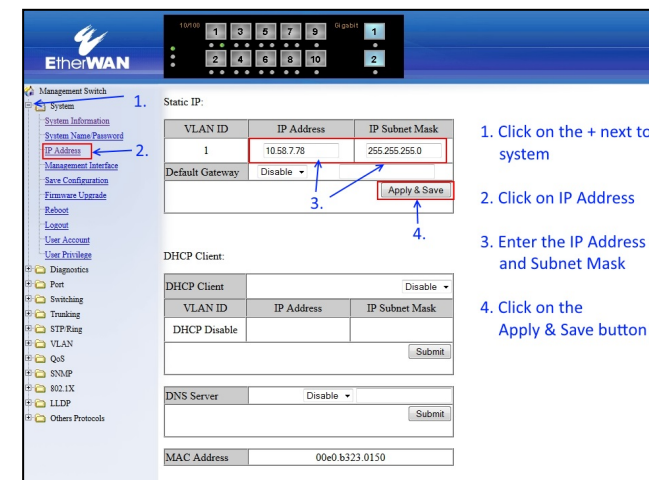 EtherWAN
10/100
Gigabit
1 3 5 7 9 1
2 4 6 8 10 2
Management Switch
System
System Information
System Name/Password
IP Address
Management Interface
Save Configuration
Firmware Upgrade
Reboot
Logout
User Account
User Privilege
Diagnostics
Port
Switching
Trunking
STP/Ring
VLAN
QoS
SNMP
802.1X
LLDP
Others Protocols
1.
2.
Static IP:
VLAN ID IP Address IP Subnet Mask
1 10.58.7.78 255.255.255.0
Default Gateway Disable
3.
Apply & Save
4.
DHCP Client:
DHCP Client Disable
VLAN ID IP Address IP Subnet Mask
DHCP Disable
Submit
DNS Server Disable
Submit
MAC Address 00e0.b323.0150
1. Click on the + next to
system
2. Click on IP Address
3. Enter the IP Address
and Subnet Mask
4. Click on the
Apply & Save button